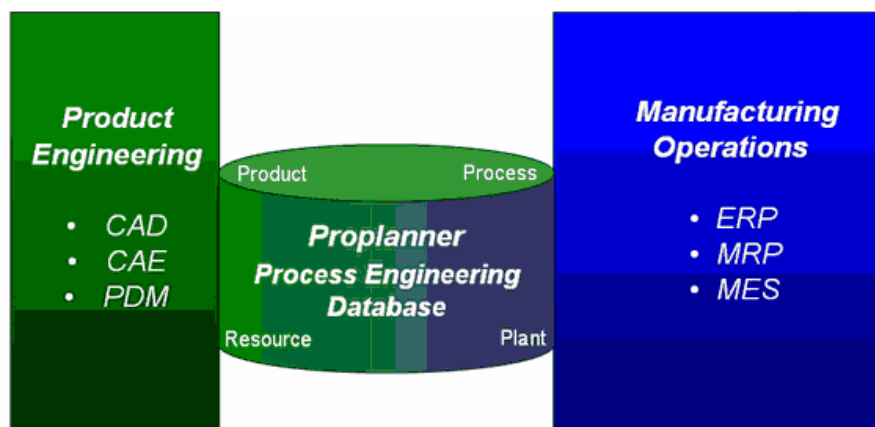 Product
Engineering
• CAD
• CAE
• PDM
Product
Process
Proplanner
Process Engineering
Database
Resource
Plant
Manufacturing
Operations
• ERP
• MRP
• MES